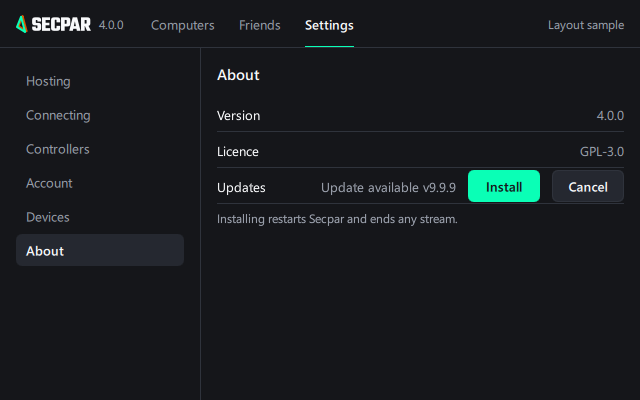 SECPAR 4.0.0 Computers Friends Settings Layout sample
Hosting
Connecting
Controllers
Account
Devices
About
About
Version 4.0.0
Licence GPL-3.0
Updates Update available v9.9.9 Install Cancel
Installing restarts Secpar and ends any stream.